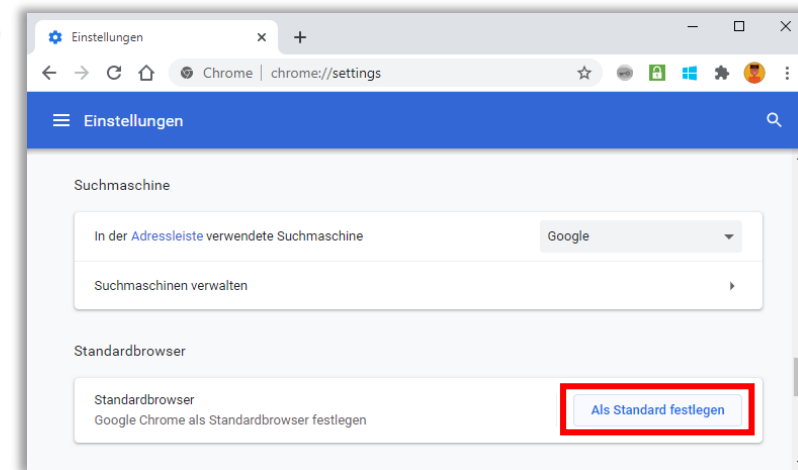 Einstellungen
Chrome | chrome://settings
Einstellungen
Suchmaschine
In der Adressleiste verwendete Suchmaschine Google
Suchmaschinen verwalten
Standardbrowser
Standardbrowser
Google Chrome als Standardbrowser festlegen
Als Standard festlegen